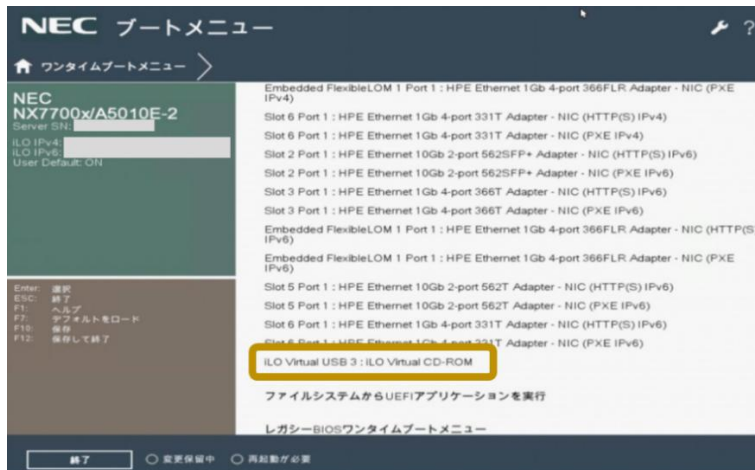 NEC ブートメニュー
?
ワンタイムブートメニュー
NEC
NX7700x/A5010E-2
Server SN:
iLO IPv4:
iLO IPv6:
User Default: ON
Enter: 選択
ESC: 終了
F1: ヘルプ
F7: デフォルトをロード
F10: 保存
F12: 保存して終了
Embedded FlexibleLOM 1 Port 1 : HPE Ethernet 1Gb 4-port 366FLR Adapter - NIC (PXE
IPv4)
Slot 6 Port 1 : HPE Ethernet 1Gb 4-port 331T Adapter - NIC (HTTP(S) IPv4)
Slot 6 Port 1 : HPE Ethernet 1Gb 4-port 331T Adapter - NIC (PXE IPv4)
Slot 2 Port 1 : HPE Ethernet 10Gb 2-port 562SFP+ Adapter - NIC (HTTP(S) IPv6)
Slot 2 Port 1 : HPE Ethernet 10Gb 2-port 562SFP+ Adapter - NIC (PXE IPv6)
Slot 3 Port 1 : HPE Ethernet 1Gb 4-port 366T Adapter - NIC (HTTP(S) IPv6)
Slot 3 Port 1 : HPE Ethernet 1Gb 4-port 366T Adapter - NIC (PXE IPv6)
Embedded FlexibleLOM 1 Port 1 : HPE Ethernet 1Gb 4-port 366FLR Adapter - NIC (HTTP(S)
IPv6)
Embedded FlexibleLOM 1 Port 1 : HPE Ethernet 1Gb 4-port 366FLR Adapter - NIC (PXE
IPv6)
Slot 5 Port 1 : HPE Ethernet 10Gb 2-port 562T Adapter - NIC (HTTP(S) IPv6)
Slot 5 Port 1 : HPE Ethernet 10Gb 2-port 562T Adapter - NIC (PXE IPv6)
Slot 6 Port 1 : HPE Ethernet 1Gb 4-port 331T Adapter - NIC (HTTP(S) IPv6)
Slot 6 Port 1 : HPE Ethernet 1Gb 4-port 331T Adapter - NIC (PXE IPv6)
iLO Virtual USB 3 : iLO Virtual CD-ROM
ファイルシステムからUEFIアプリケーションを実行
レガシーBIOSワンタイムブートメニュー
終了
変更保留中
再起動が必要